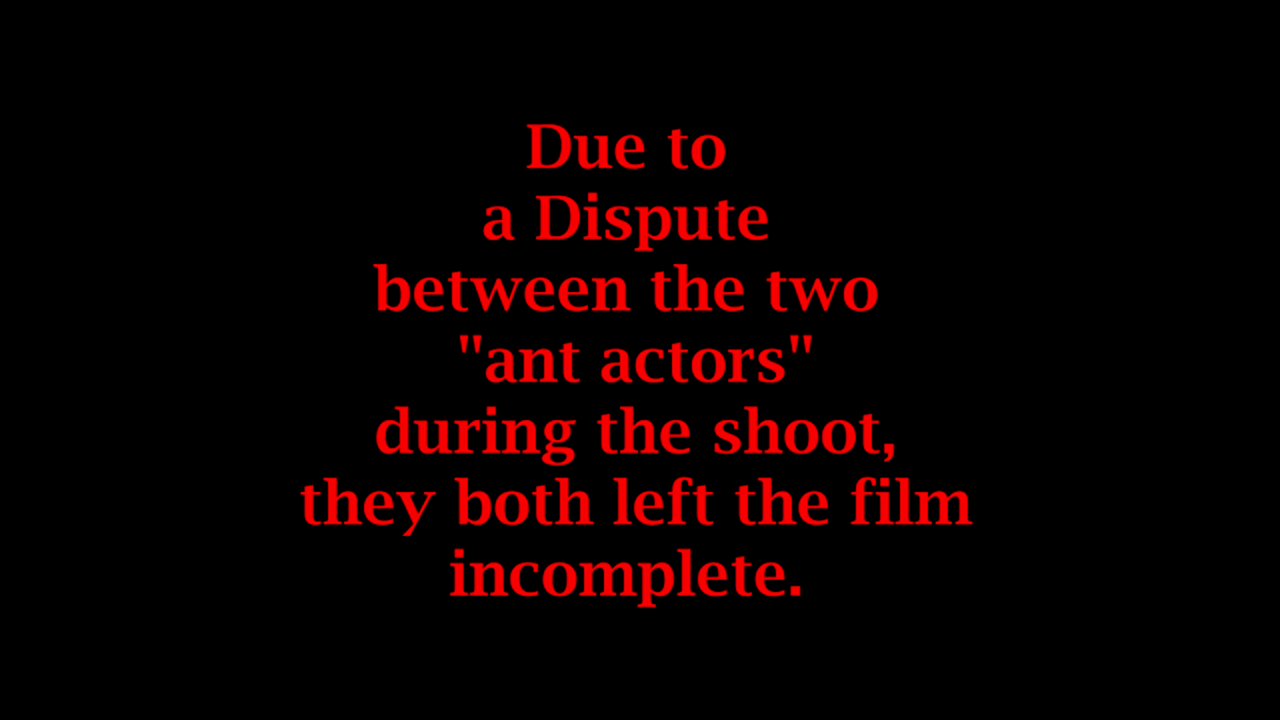 Due to
a Dispute
between the two
"ant actors"
during the shoot,
they both left the film
incomplete.